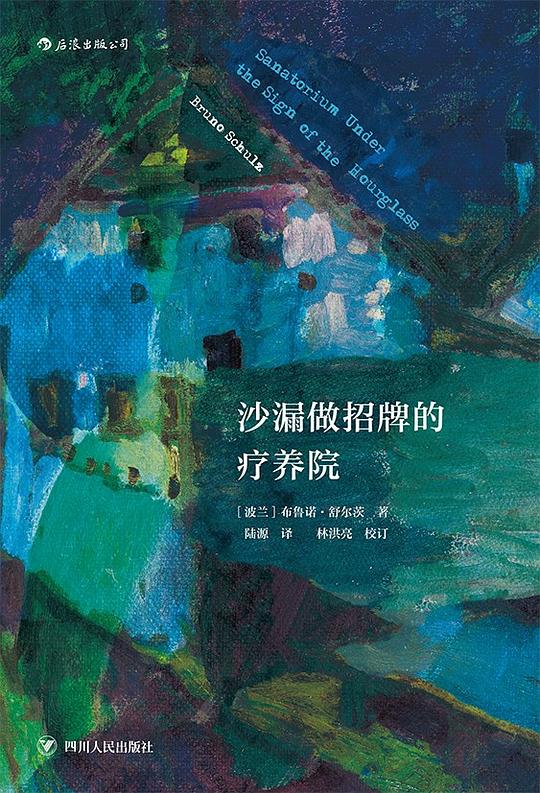 后浪出版公司
Sanatorium Under
the Sign of the Hourglass
Bruno Schulz
沙漏做招牌的
疗养院
[波兰]布鲁诺·舒尔茨 著
陆源 译 林洪亮 校订
四川人民出版社